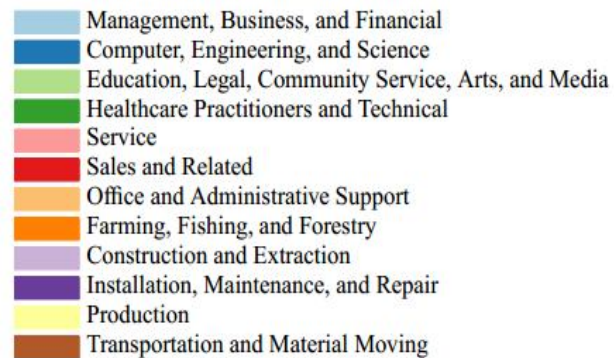 Management, Business, and Financial
Computer, Engineering, and Science
Education, Legal, Community Service, Arts, and Media
Healthcare Practitioners and Technical
Service
Sales and Related
Office and Administrative Support
Farming, Fishing, and Forestry
Construction and Extraction
Installation, Maintenance, and Repair
Production
Transportation and Material Moving